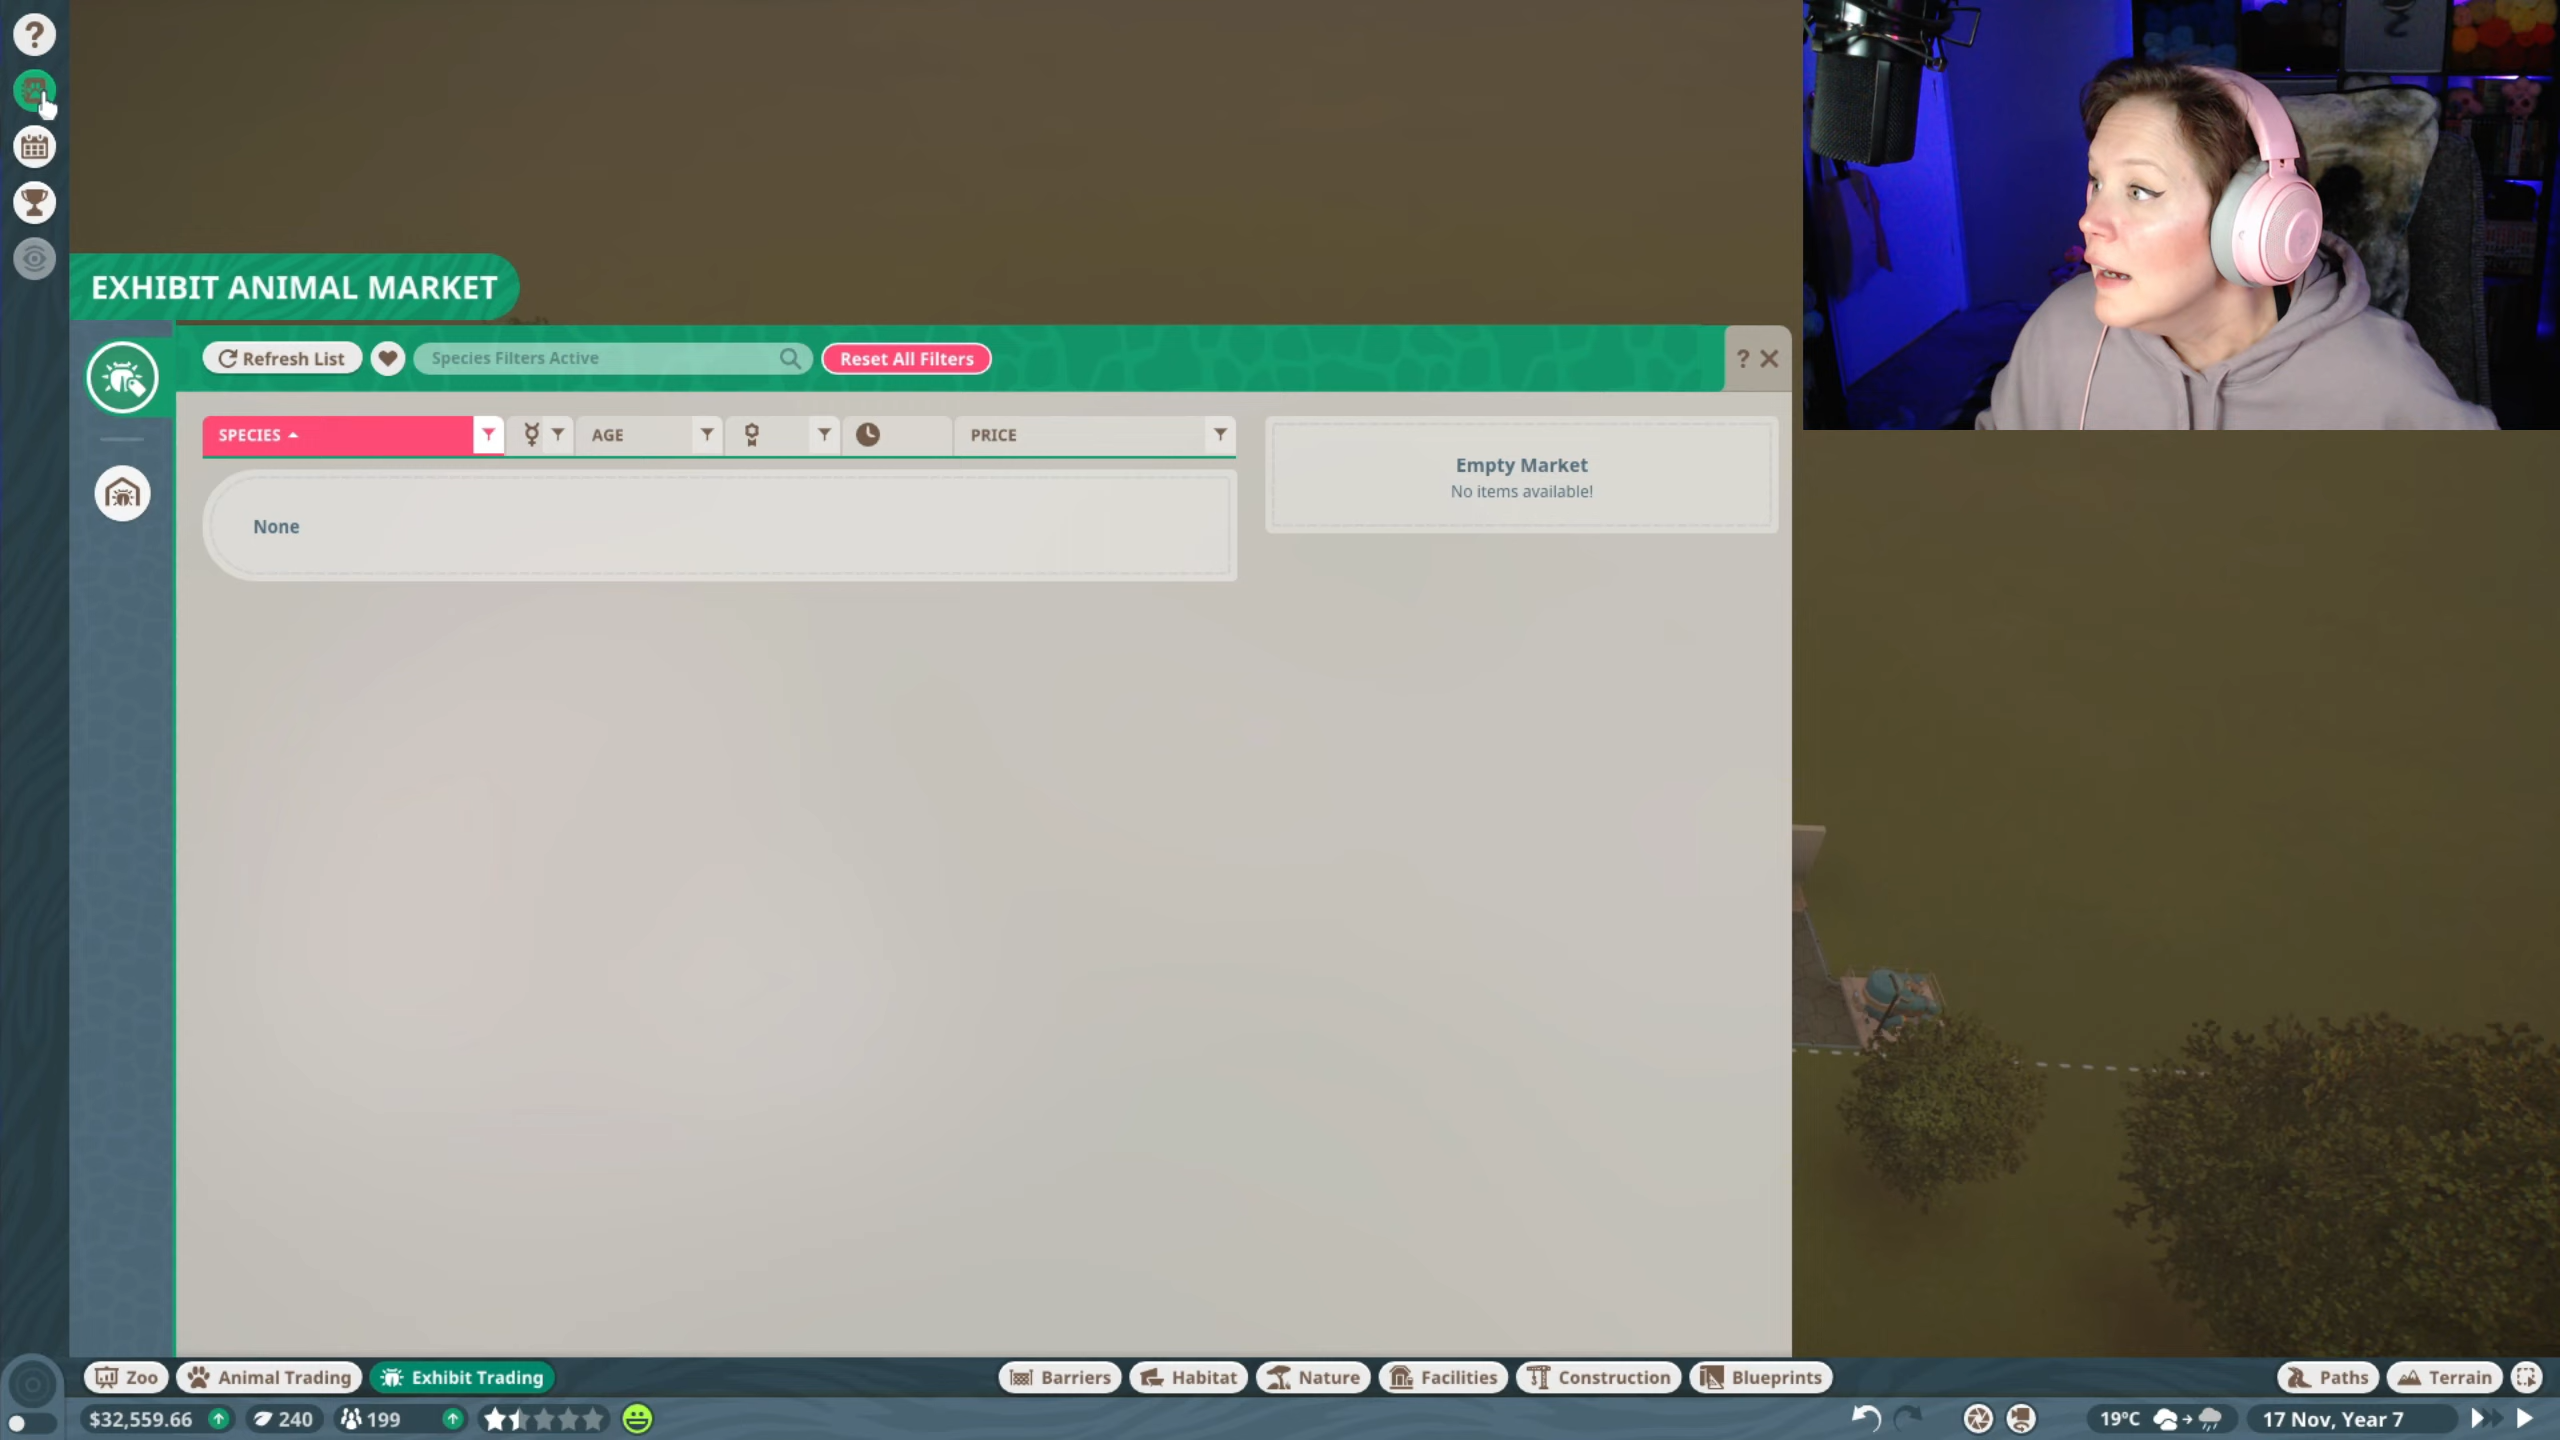 ?
EXHIBIT ANIMAL MARKET
Refresh List
Species Filters Active
Reset All Filters
?
SPECIES
AGE
PRICE
None
Empty Market
No items available!
Zoo
Animal Trading
Exhibit Trading
Barriers
Habitat
Nature
Facilities
Construction
Blueprints
Paths
Terrain
$32,559.66
240
199
19°C
17 Nov, Year 7